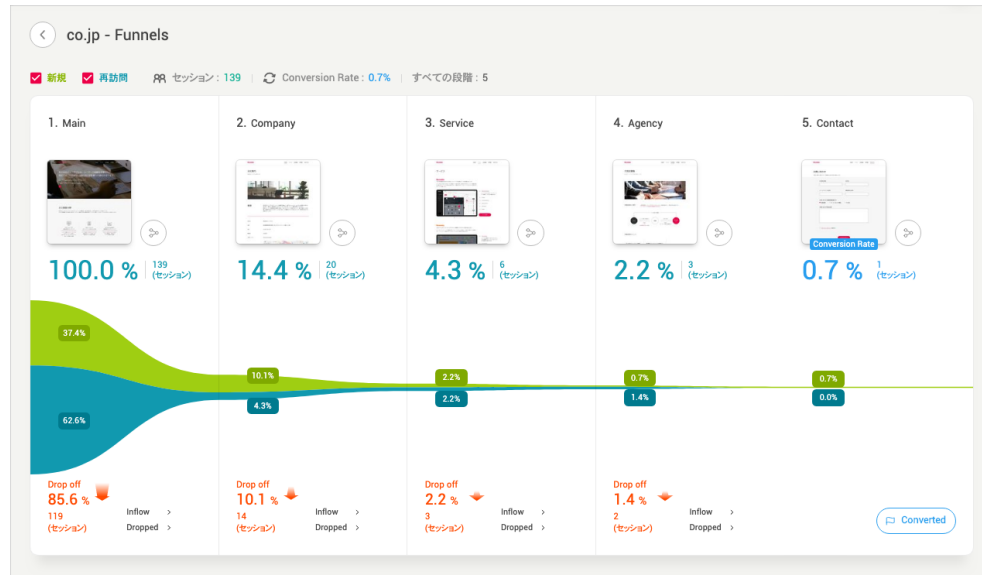 co.jp - Funnels
新規 再訪問 セッション : 139 Conversion Rate : 0.7% すべての段階 : 5
1. Main
2. Company
3. Service
4. Agency
5. Contact
Conversion Rate
100.0 % 139 (セッション)
14.4 % 20 (セッション)
4.3 % 6 (セッション)
2.2 % 3 (セッション)
0.7 % 1 (セッション)
37.4%
10.1%
2.2%
0.7%
0.7%
62.6%
4.3%
2.2%
1.4%
0.0%
Drop off
85.6 %
119
(セッション)
Inflow >
Dropped >
Drop off
10.1 %
14
(セッション)
Inflow >
Dropped >
Drop off
2.2 %
3
(セッション)
Inflow >
Dropped >
Drop off
1.4 %
2
(セッション)
Inflow >
Dropped >
Converted